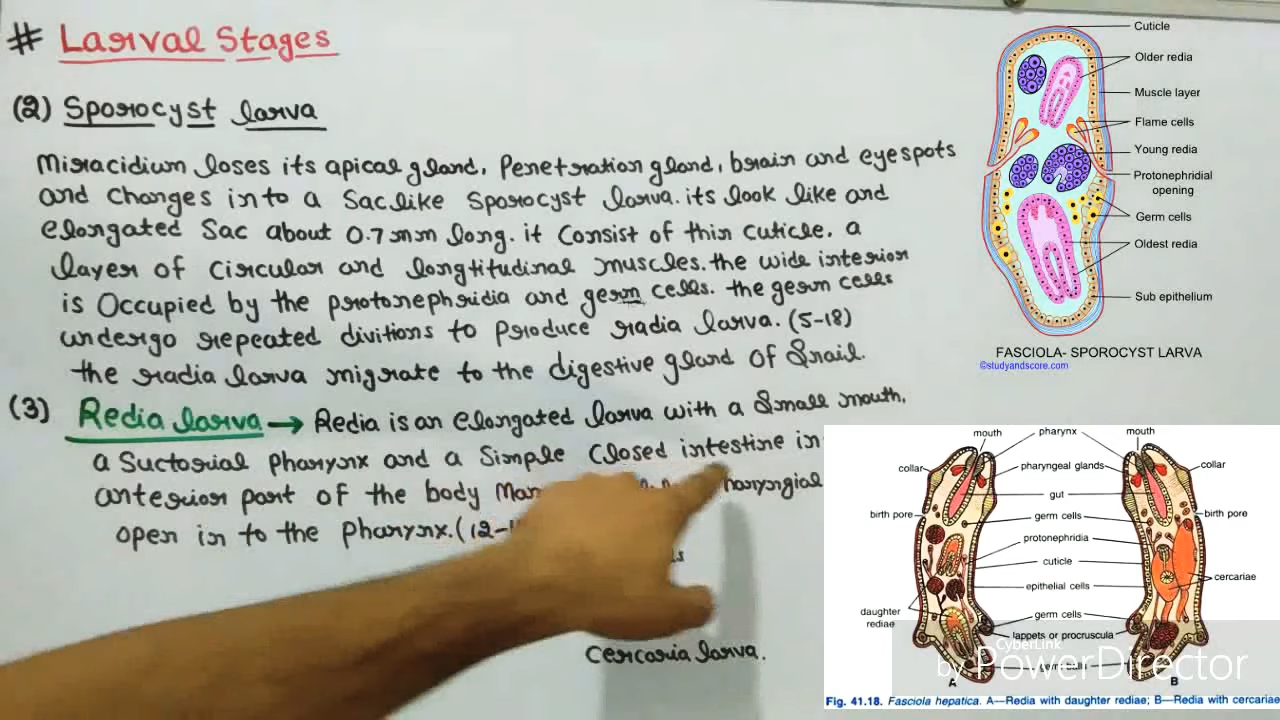 # Larval Stages
(2) Sporocyst larva
Miracidium loses its apical gland, Penetration gland, brain and eyespots
and changes into a Sac like Sporocyst larva. its look like and
elongated Sac about 0.7 mm long. it consist of thin cuticle, a
layer of circular and longtitudinal muscles. the wide interior
is Occupied by the protonephridia and germ cells. the germ cells
undergo repeated divitions to produce radia larva. (5-18)
the radia larva migrate to the digestive gland of Snail.
(3) Redia larva → Redia is an elongated larva with a Small mouth,
a Suctorial Pharynx and a Simple Closed intestine in
anterior part of the body
open in to the Pharynx. (12-
Cercaria larva.
Cuticle
Older redia
Muscle layer
Flame cells
Young redia
Protonephridial
opening
Germ cells
Oldest redia
Sub epithelium
FASCIOLA- SPOROCYST LARVA
©studyandscore.com
mouth
pharynx
mouth
collar
pharyngeal glands
collar
gut
birth pore
germ cells
birth pore
protonephridia
cuticle
cercariae
epithelial cells
daughter
rediae
germ cells
lappets or procruscula
germ cells
A
B
CyberLink
by PowerDirector
Fig. 41.18. Fasciola hepatica. A—Redia with daughter rediae; B—Redia with cercariae